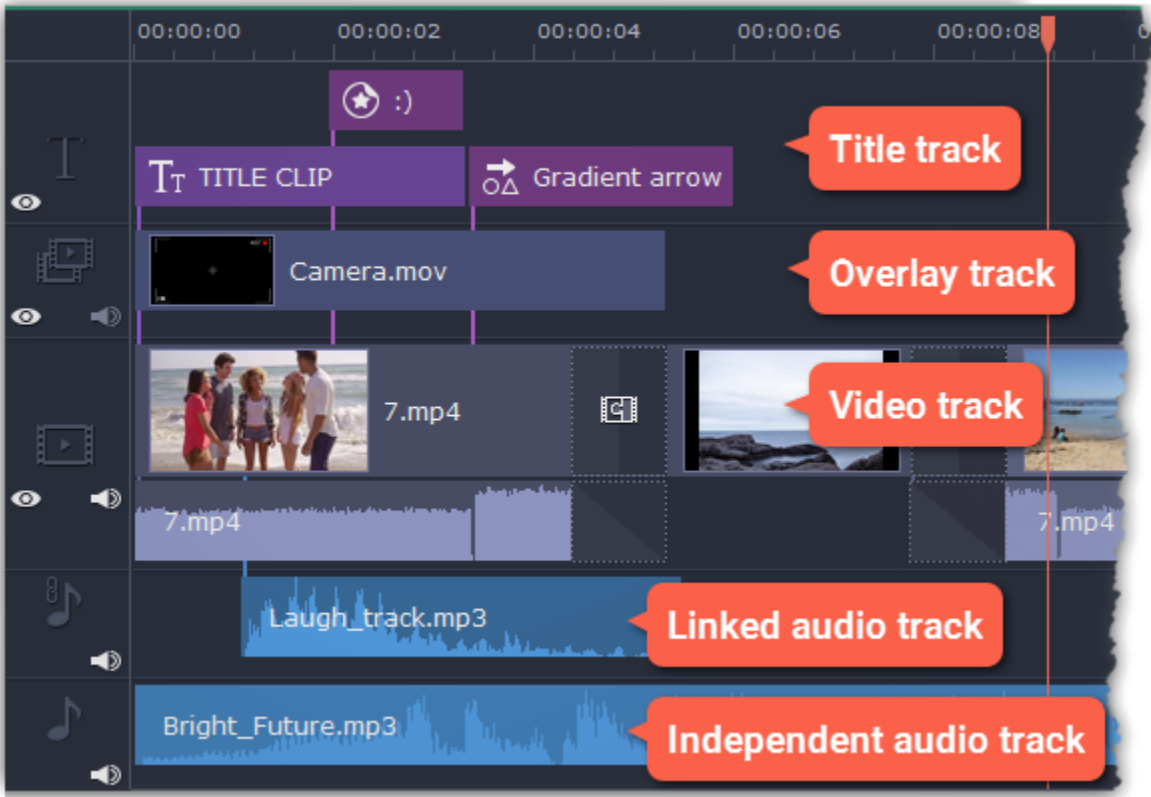 00:00:00 00:00:02 00:00:04 00:00:06 00:00:08
:)
Title track
TITLE CLIP
Gradient arrow
Camera.mov
Overlay track
7.mp4
Video track
7.mp4
7.mp4
Laugh_track.mp3
Linked audio track
Bright_Future.mp3
Independent audio track